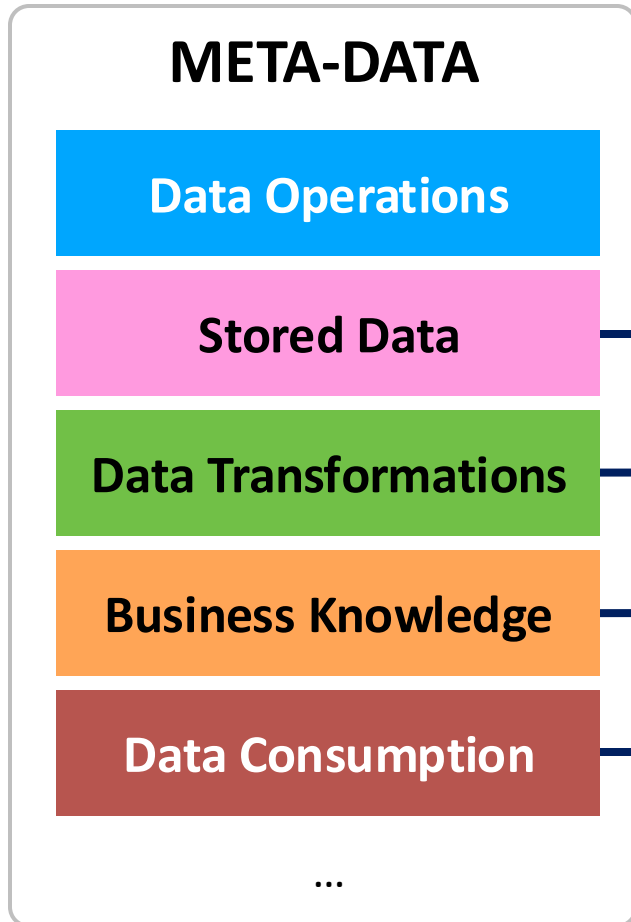 META-DATA
Data Operations
Stored Data
Data Transformations
Business Knowledge
Data Consumption
...